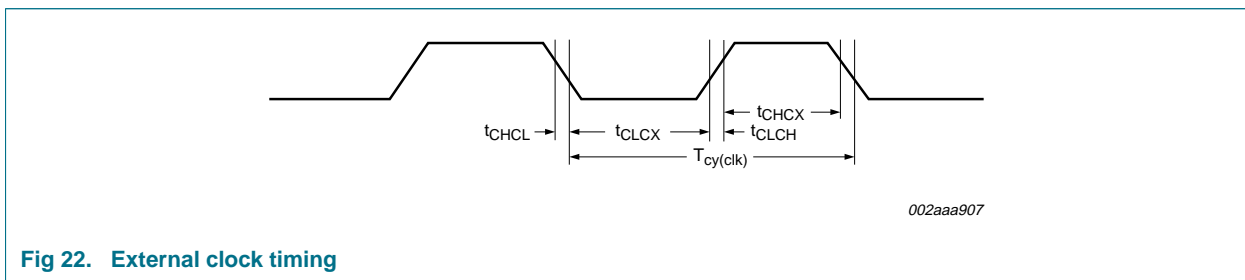 tCHCX
tCHCL tCLCX tCLCH
Tcy(clk)
002aaa907
Fig 22. External clock timing